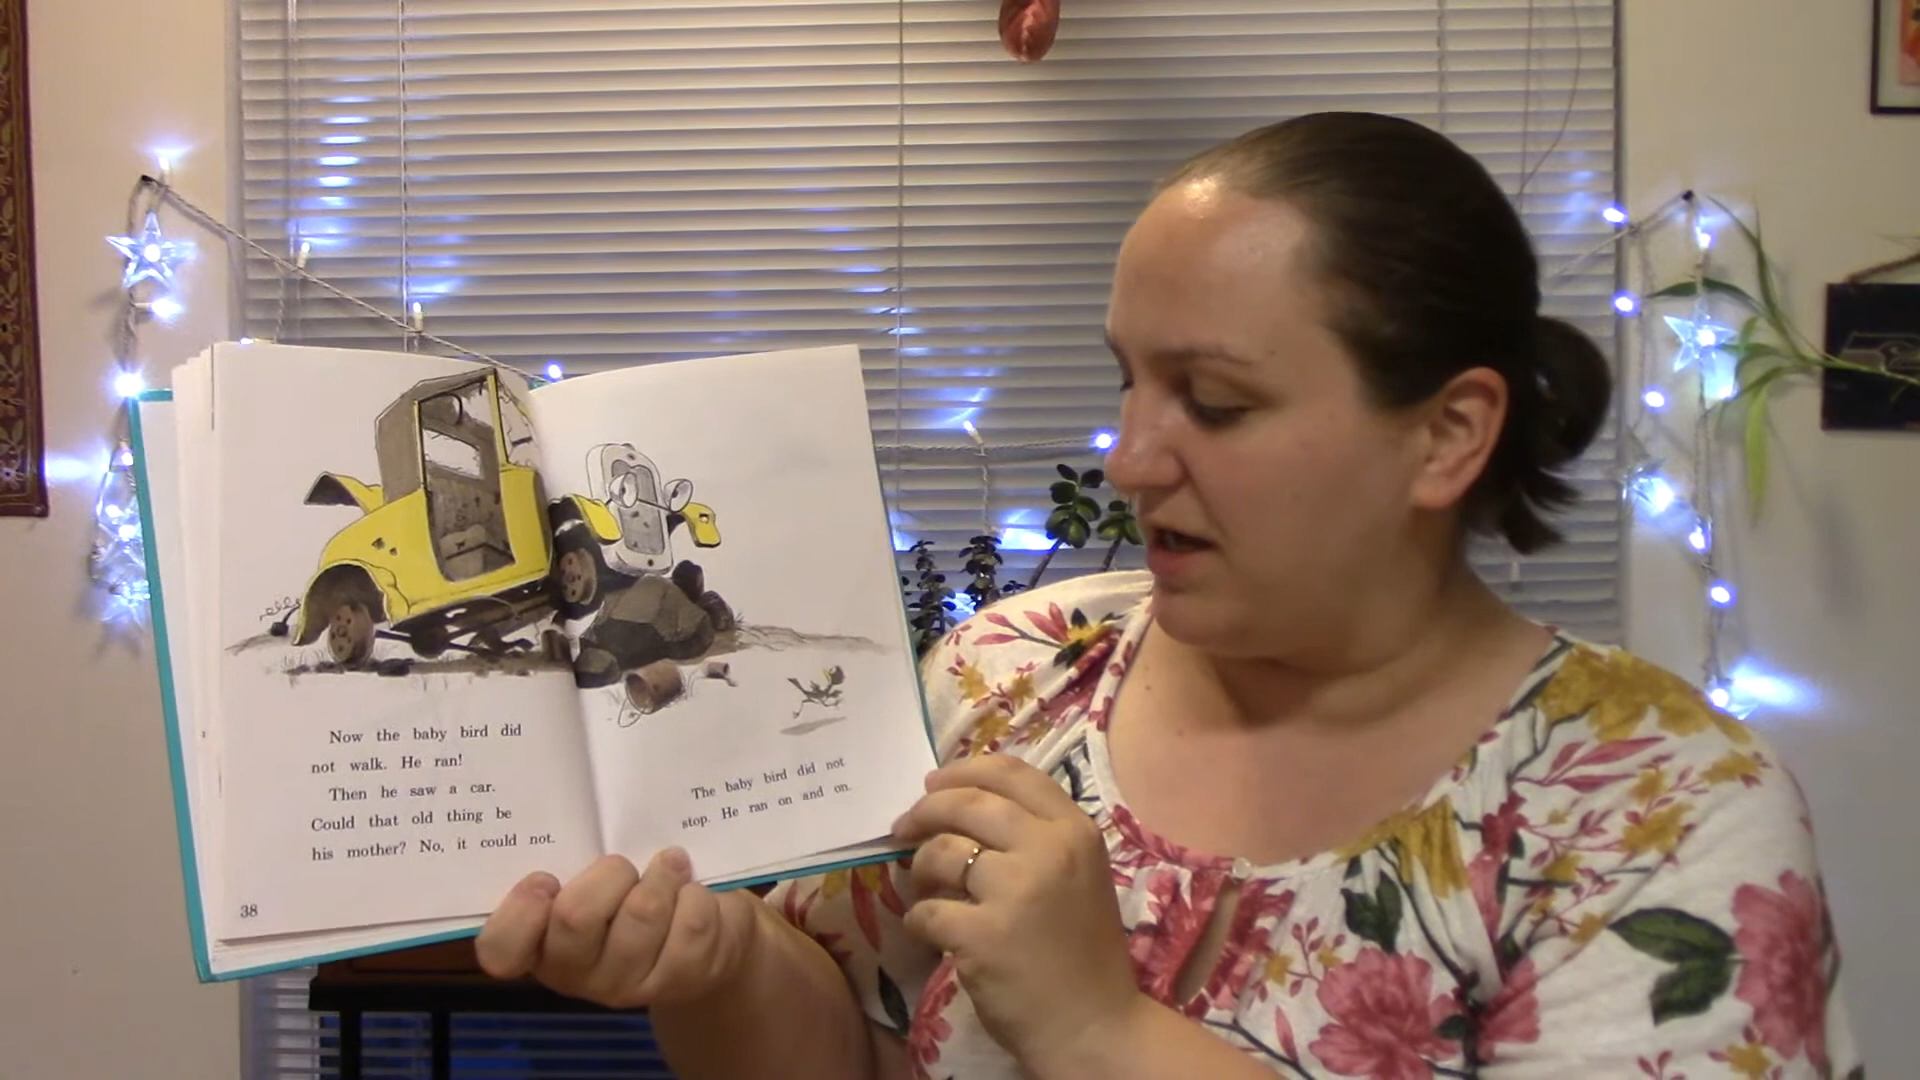 Now the baby bird did
not walk. He ran!
Then he saw a car.
Could that old thing be
his mother? No, it could not.
38
The baby bird did not
stop. He ran on and on.